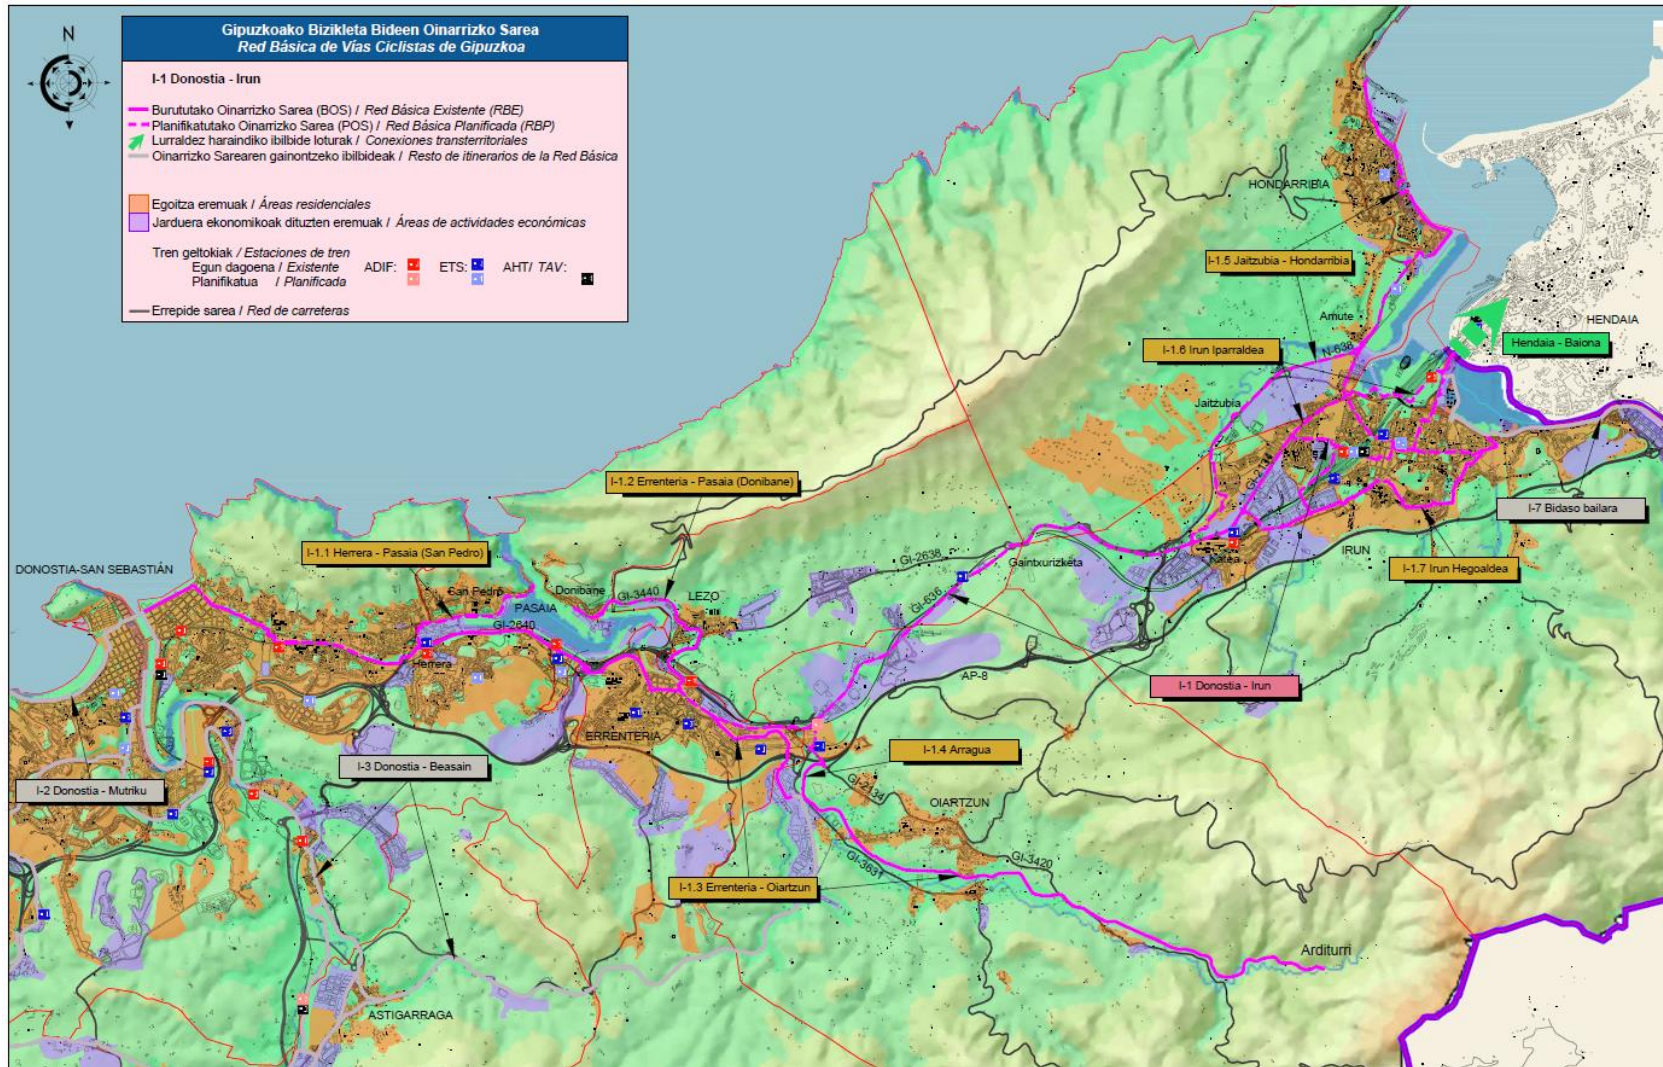 N
Gipuzkoako Bizikleta Bideen Oinarrizko Sarea
Red Básica de Vías Ciclistas de Gipuzkoa
I-1 Donostia - Irun
Burututako Oinarrizko Sarea (BOS) / Red Básica Existente (RBE)
Planifikatutako Oinarrizko Sarea (POS) / Red Básica Planificada (RBP)
Lurraldez haraindiko ibilbide loturak / Conexiones transterritoriales
Oinarrizko Sarearen gainontzeko ibilbideak / Resto de itinerarios de la Red Básica
Egoitza eremuak / Áreas residenciales
Jarduera ekonomikoak dituzten eremuak / Áreas de actividades económicas
Tren geltokiak / Estaciones de tren
Egun dagoena / Existente ADIF: ETS: AHT/ TAV:
Planifikatua / Planificada
Errepide sarea / Red de carreteras
HONDARRIBIA
I-1.5 Jaitzubia - Hondarribia
Amute
HENDAIA
Hendaia - Baiona
I-1.6 Irun Iparraldea
N-638
Jaitzubia
GI-2134
I-1.2 Errenteria - Pasaia (Donibane)
I-7 Bidaso bailara
I-1.1 Herrera - Pasaia (San Pedro)
GI-2638
Gaintxurizketa
IRUN
I-1.7 Irun Hegoaldea
DONOSTIA-SAN SEBASTIÁN
San Pedro
Donibane
GI-3440
LEZO
PASAIA
GI-636
GI-2640
Herrera
AP-8
I-1 Donostia - Irun
ERRENTERIA
I-1.4 Arragua
I-3 Donostia - Beasain
I-2 Donostia - Mutriku
GI-2134
OIARTZUN
GI-3420
GI-3631
I-1.3 Errenteria - Oiartzun
Arditurri
ASTIGARRAGA